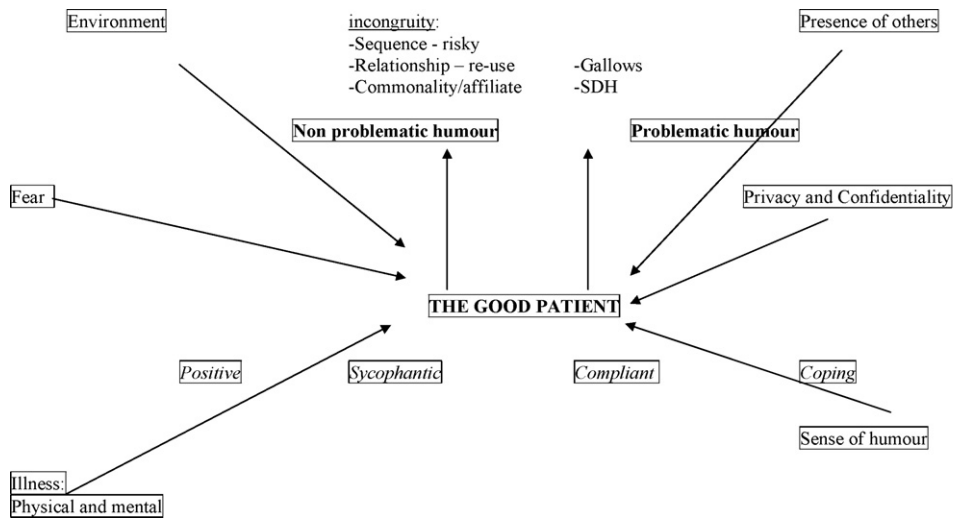 Environment
incongruity:
-Sequence - risky
-Relationship – re-use
-Commonality/affiliate
-Gallows
-SDH
Presence of others
Non problematic humour
Problematic humour
Fear
Privacy and Confidentiality
THE GOOD PATIENT
Positive
Sycophantic
Compliant
Coping
Sense of humour
Illness:
Physical and mental